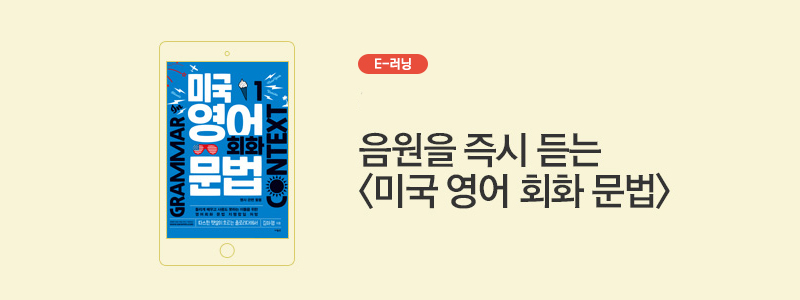 미국 1
영어
회화
문법
GRAMMAR &
CONTEXT
E-러닝
음원을 즉시 듣는
<미국 영어 회화 문법>